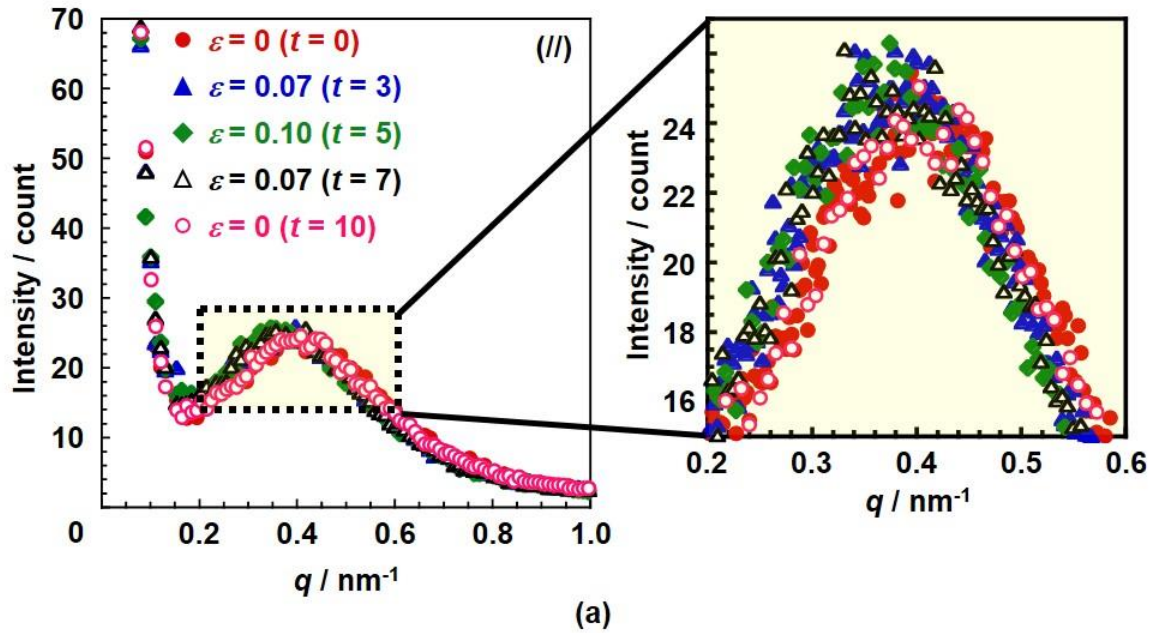 70
60
50
40
30
20
10
0
Intensity / count
(//)
ε = 0 (t = 0)
ε = 0.07 (t = 3)
ε = 0.10 (t = 5)
ε = 0.07 (t = 7)
ε = 0 (t = 10)
0.2 0.4 0.6 0.8 1.0
q / nm⁻¹
24
22
20
18
16
Intensity / count
0.2 0.3 0.4 0.5 0.6
q / nm⁻¹
(a)